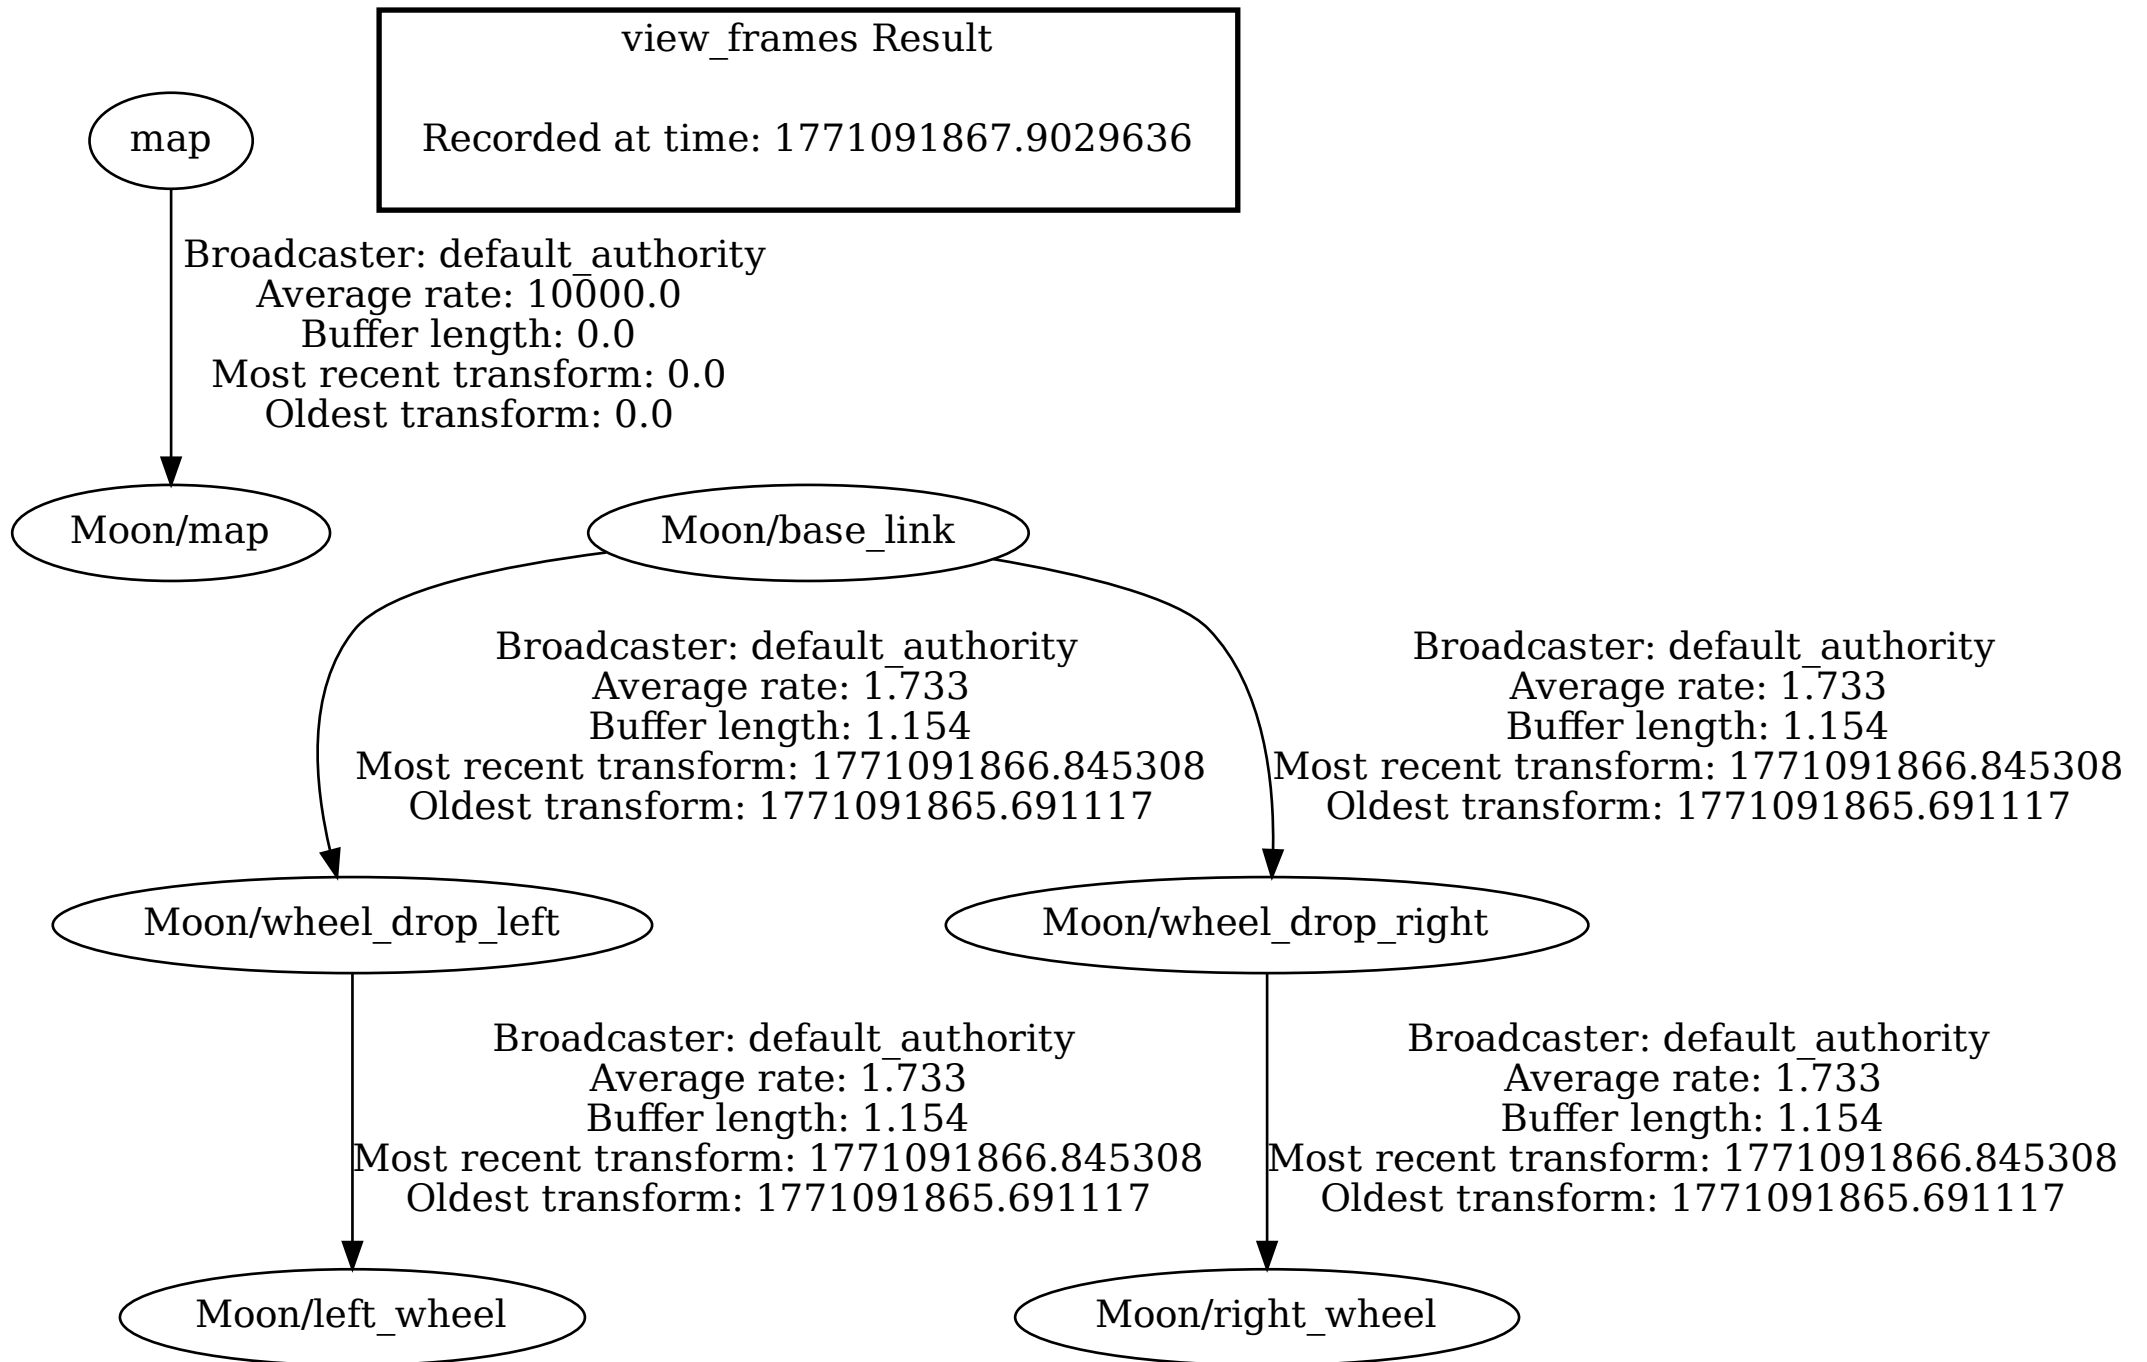 view_frames Result
Recorded at time: 1771091867.9029636
map
Broadcaster: default_authority
Average rate: 10000.0
Buffer length: 0.0
Most recent transform: 0.0
Oldest transform: 0.0
Moon/map
Moon/base_link
Broadcaster: default_authority
Average rate: 1.733
Buffer length: 1.154
Most recent transform: 1771091866.845308
Oldest transform: 1771091865.691117
Broadcaster: default_authority
Average rate: 1.733
Buffer length: 1.154
Most recent transform: 1771091866.845308
Oldest transform: 1771091865.691117
Moon/wheel_drop_left
Moon/wheel_drop_right
Broadcaster: default_authority
Average rate: 1.733
Buffer length: 1.154
Most recent transform: 1771091866.845308
Oldest transform: 1771091865.691117
Broadcaster: default_authority
Average rate: 1.733
Buffer length: 1.154
Most recent transform: 1771091866.845308
Oldest transform: 1771091865.691117
Moon/left_wheel
Moon/right_wheel